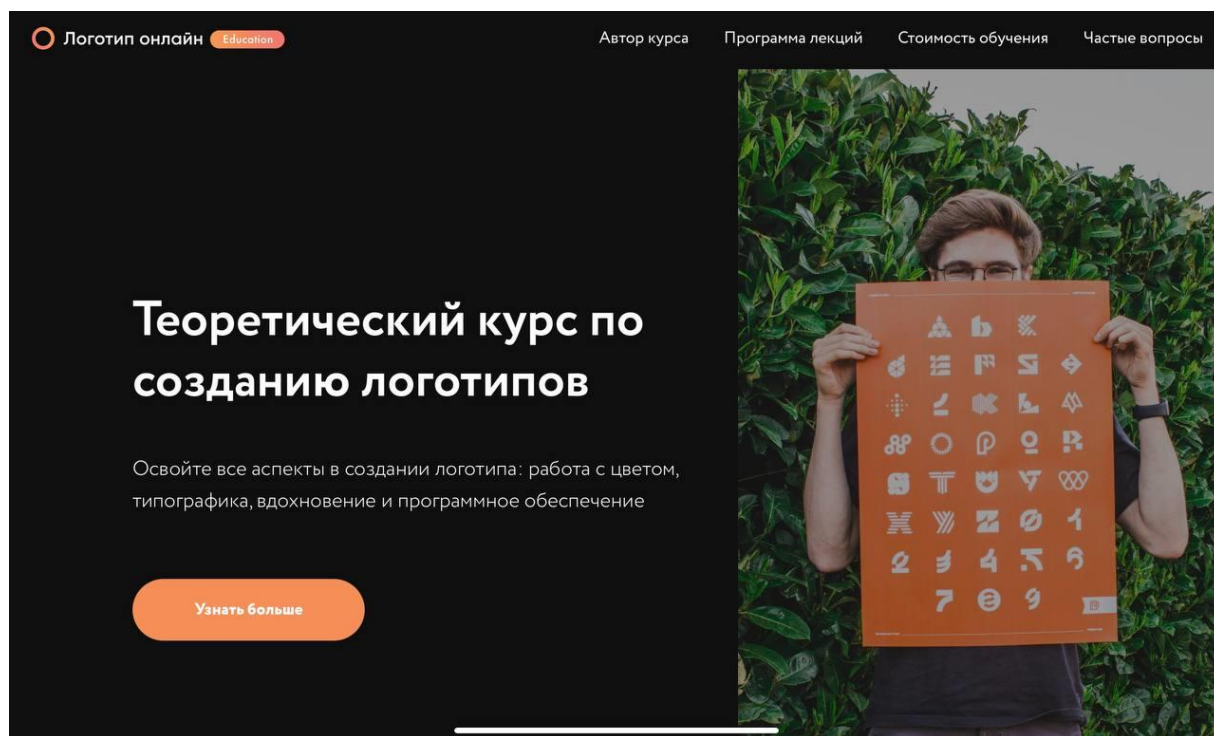 Логотип онлайн Education
Автор курса Программа лекций Стоимость обучения Частые вопросы
Теоретический курс по
созданию логотипов
Освойте все аспекты в создании логотипа: работа с цветом,
типографика, вдохновение и программное обеспечение
Узнать больше